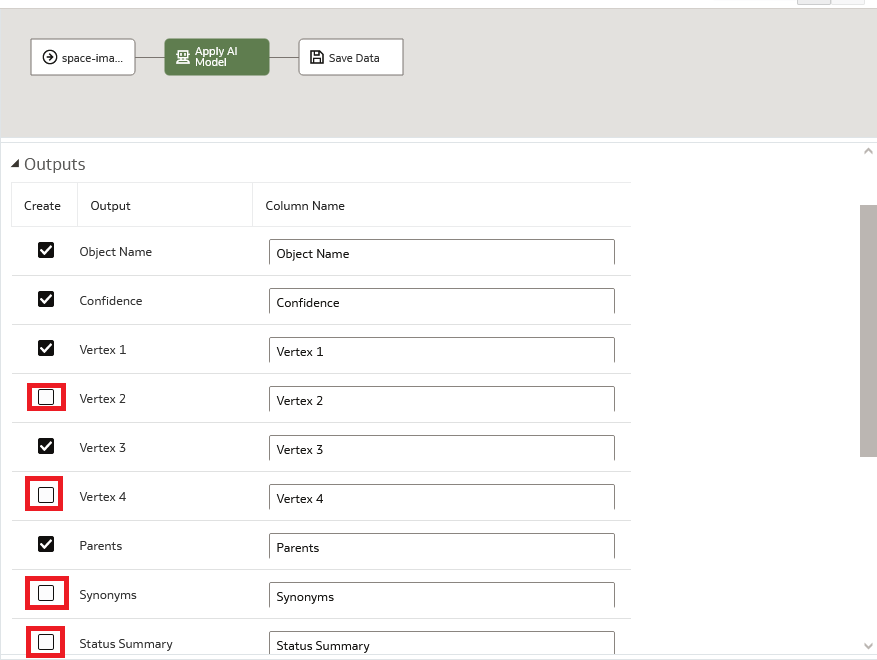 space-ima...
Apply AI
Model
Save Data
Outputs
Create Output Column Name
Object Name Object Name
Confidence Confidence
Vertex 1 Vertex 1
Vertex 2 Vertex 2
Vertex 3 Vertex 3
Vertex 4 Vertex 4
Parents Parents
Synonyms Synonyms
Status Summary Status Summary